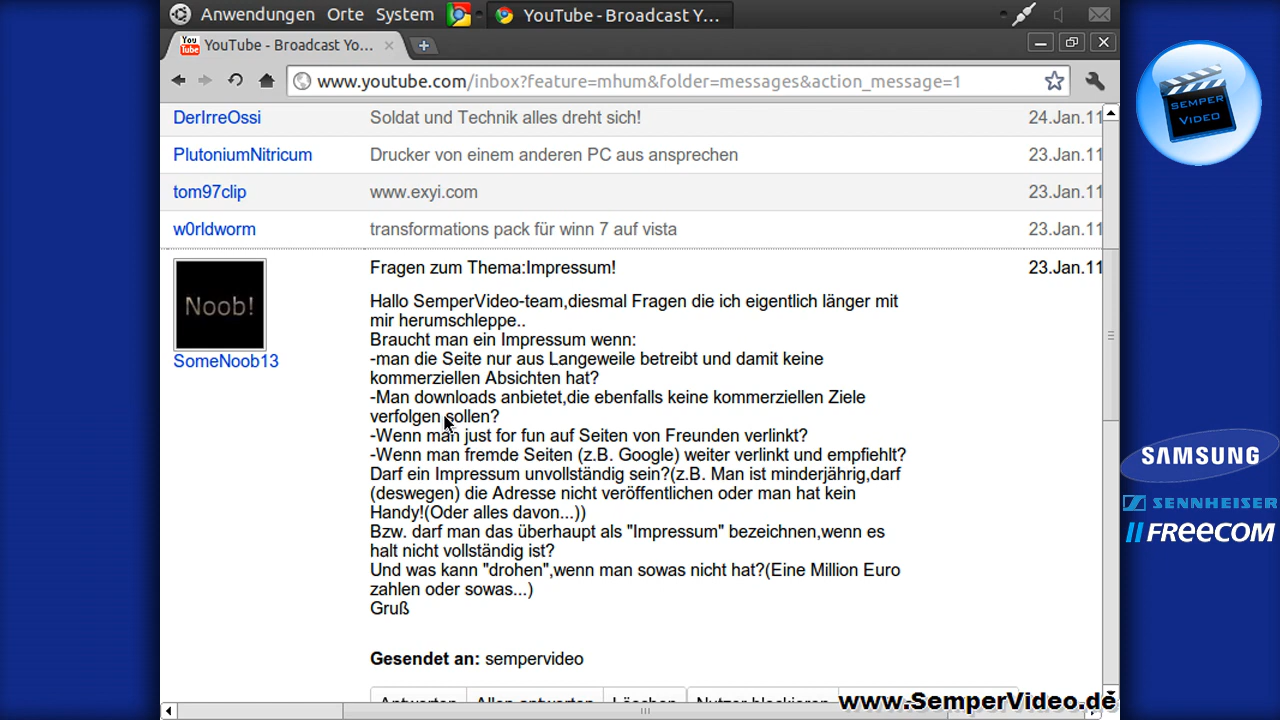 Anwendungen Orte System YouTube - Broadcast Y...
YouTube - Broadcast Yo...
www.youtube.com/inbox?feature=mhum&folder=messages&action_message=1
DerIrreOssi Soldat und Technik alles dreht sich! 24.Jan.11
PlutoniumNitricum Drucker von einem anderen PC aus ansprechen 23.Jan.11
tom97clip www.exyi.com 23.Jan.11
w0rldworm transformations pack für winn 7 auf vista 23.Jan.11
Fragen zum Thema:Impressum! 23.Jan.11
Noob!
SomeNoob13
Hallo SemperVideo-team,diesmal Fragen die ich eigentlich länger mit
mir herumschleppe..
Braucht man ein Impressum wenn:
-man die Seite nur aus Langeweile betreibt und damit keine
kommerziellen Absichten hat?
-Man downloads anbietet,die ebenfalls keine kommerziellen Ziele
verfolgen sollen?
-Wenn man just for fun auf Seiten von Freunden verlinkt?
-Wenn man fremde Seiten (z.B. Google) weiter verlinkt und empfiehlt?
Darf ein Impressum unvollständig sein?(z.B. Man ist minderjährig,darf
(deswegen) die Adresse nicht veröffentlichen oder man hat kein
Handy!(Oder alles davon...))
Bzw. darf man das überhaupt als "Impressum" bezeichnen,wenn es
halt nicht vollständig ist?
Und was kann "drohen",wenn man sowas nicht hat?(Eine Million Euro
zahlen oder sowas...)
Gruß
Gesendet an: sempervideo
Antworten Allen antworten Löschen Nutzer blockieren
www.SemperVideo.de
SEMPER
VIDEO
SAMSUNG
SENNHEISER
FREECOM